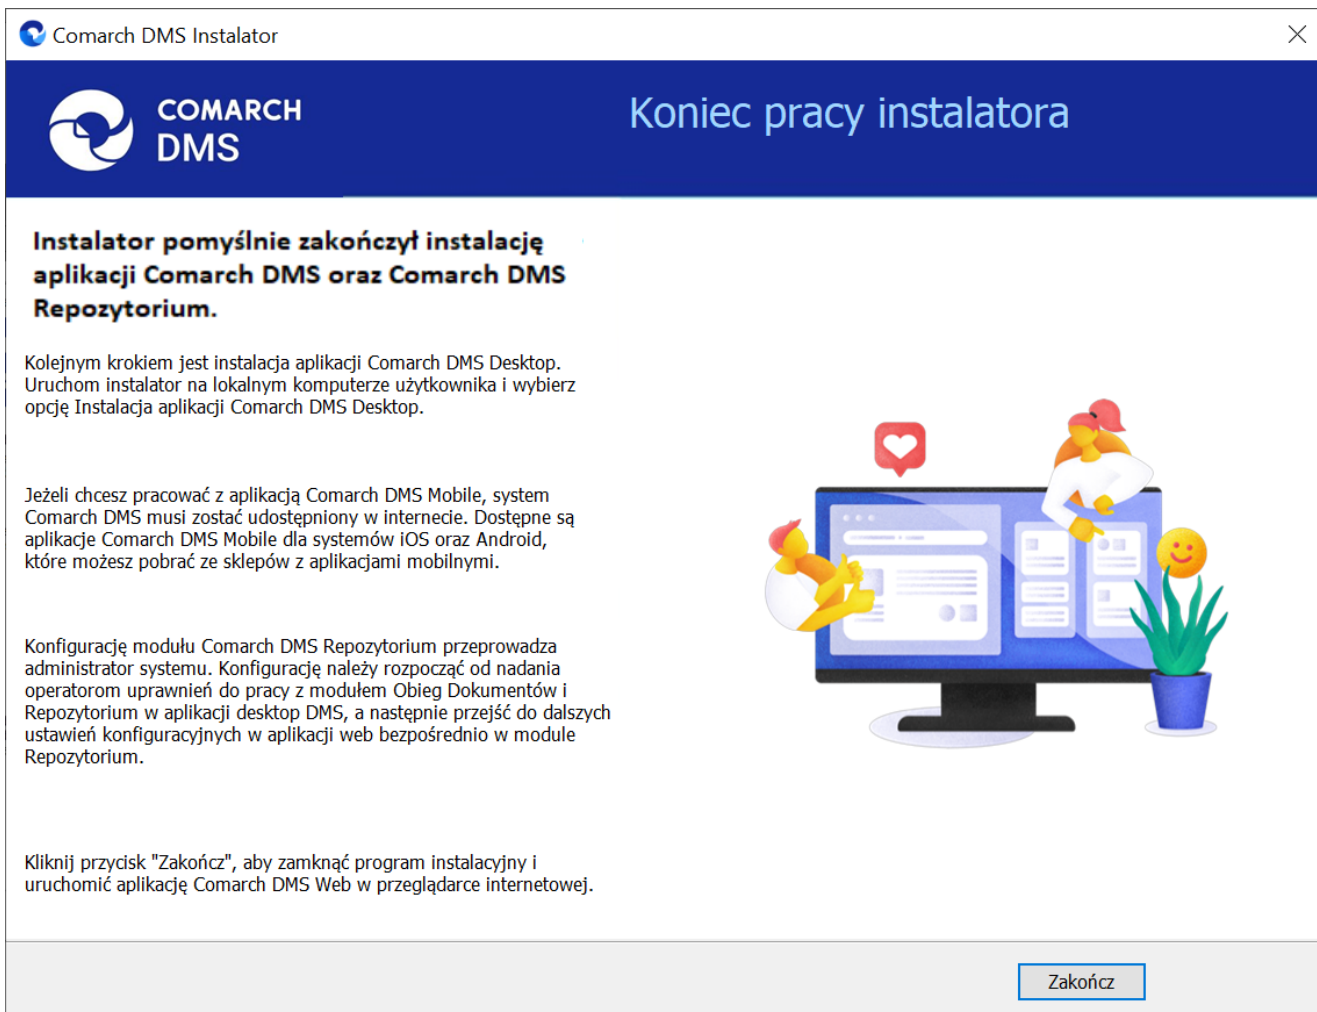 Comarch DMS Instalator
COMARCH
DMS
Koniec pracy instalatora
Instalator pomyślnie zakończył instalację
aplikacji Comarch DMS oraz Comarch DMS
Repozytorium.
Kolejnym krokiem jest instalacja aplikacji Comarch DMS Desktop.
Uruchom instalator na lokalnym komputerze użytkownika i wybierz
opcję Instalacja aplikacji Comarch DMS Desktop.
Jeżeli chcesz pracować z aplikacją Comarch DMS Mobile, system
Comarch DMS musi zostać udostępniony w internecie. Dostępne są
aplikacje Comarch DMS Mobile dla systemów iOS oraz Android,
które możesz pobrać ze sklepów z aplikacjami mobilnymi.
Konfigurację modułu Comarch DMS Repozytorium przeprowadza
administrator systemu. Konfigurację należy rozpocząć od nadania
operatorom uprawnień do pracy z modułem Obieg Dokumentów i
Repozytorium w aplikacji desktop DMS, a następnie przejść do dalszych
ustawień konfiguracyjnych w aplikacji web bezpośrednio w module
Repozytorium.
Kliknij przycisk "Zakończ", aby zamknąć program instalacyjny i
uruchomić aplikację Comarch DMS Web w przeglądarce internetowej.
Zakończ